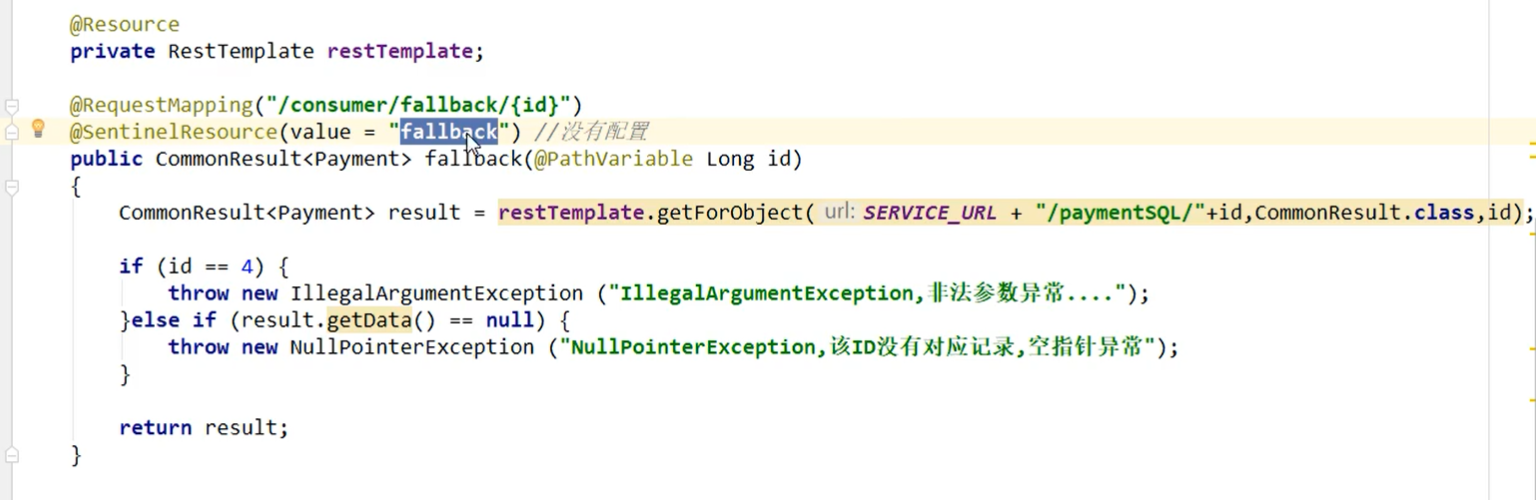 @Resource
private RestTemplate restTemplate;
@RequestMapping("/consumer/fallback/{id}")
@SentinelResource(value = "fallback") //没有配置
public CommonResult<Payment> fallback(@PathVariable Long id)
{
CommonResult<Payment> result = restTemplate.getForObject( url: SERVICE_URL + "/paymentSQL/"+id,CommonResult.class,id);
if (id == 4) {
throw new IllegalArgumentException ("IllegalArgumentException,非法参数异常....");
}else if (result.getData() == null) {
throw new NullPointerException ("NullPointerException,该ID没有对应记录,空指针异常");
}
return result;
}